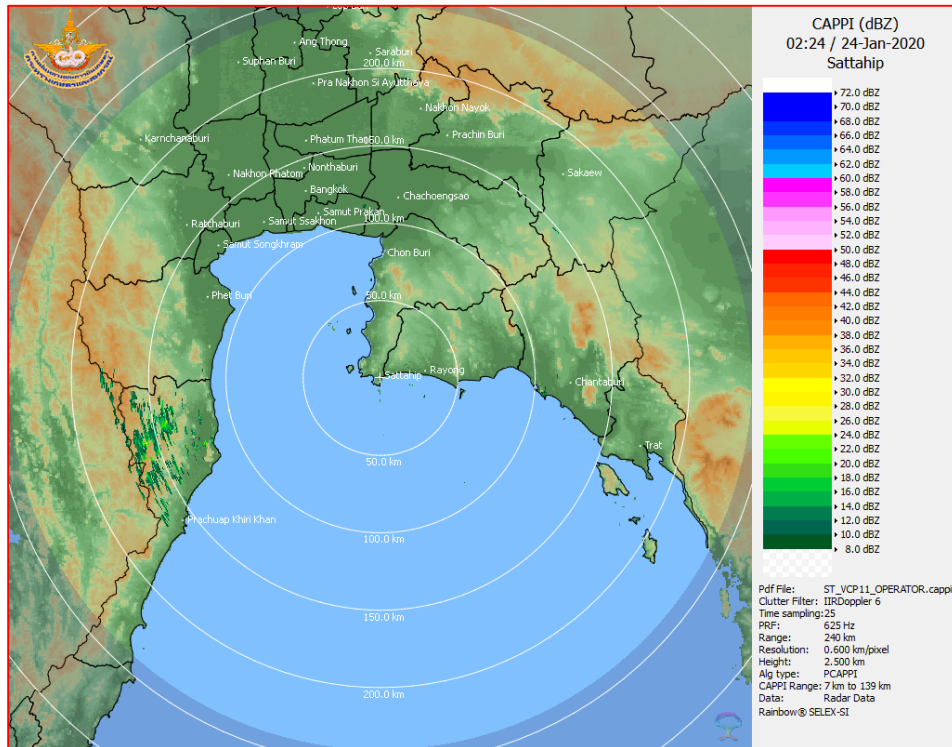 CAPPI (dBZ)
02:24 / 24-Jan-2020
Sattahip
72.0 dBZ
70.0 dBZ
68.0 dBZ
66.0 dBZ
64.0 dBZ
62.0 dBZ
60.0 dBZ
58.0 dBZ
56.0 dBZ
54.0 dBZ
52.0 dBZ
50.0 dBZ
48.0 dBZ
46.0 dBZ
44.0 dBZ
42.0 dBZ
40.0 dBZ
38.0 dBZ
36.0 dBZ
34.0 dBZ
32.0 dBZ
30.0 dBZ
28.0 dBZ
26.0 dBZ
24.0 dBZ
22.0 dBZ
20.0 dBZ
18.0 dBZ
16.0 dBZ
14.0 dBZ
12.0 dBZ
10.0 dBZ
8.0 dBZ
Pdf File: ST_VCP11_OPERATOR.cappi
Clutter Filter: IIRDoppler 6
Time sampling:25
PRF: 625 Hz
Range: 240 km
Resolution: 0.600 km/pixel
Height: 2.500 km
Alg type: PCAPPI
CAPPI Range: 7 km to 139 km
Data: Radar Data
Rainbow® SELEX-SI
Ang Thong
Saraburi
Suphan Buri
200.0 km
Pra Nakhon Si Ayutthaya
Nakhon Nayok
Karnchanaburi
Prachin Buri
Phatum Than
50.0 km
Nonthaburi
Nakhon Phatom
Sakaew
Bangkok
Chachoengsao
Samut Prakan
Ratchaburi
Samut Ssakhon
100.0 km
Samut Songkhram
Chon Buri
Phet Buri
50.0 km
Sattahip
Rayong
Chantaburi
Trat
50.0 km
Prachuap Khiri Khan
100.0 km
150.0 km
200.0 km